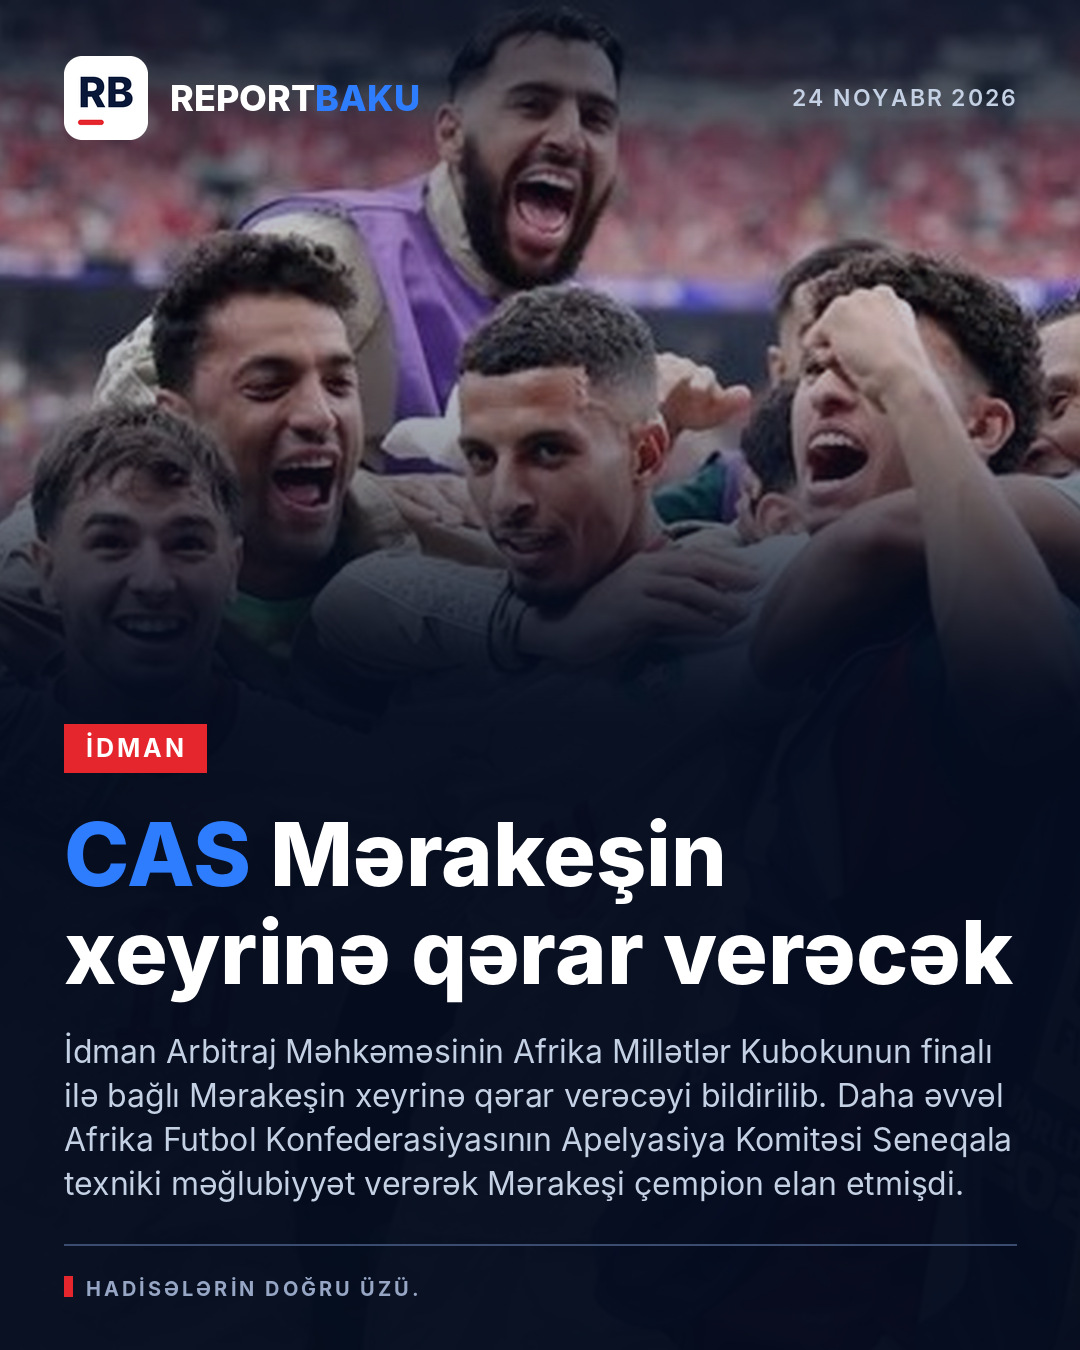 RB
REPORTBAKU
24 NOYABR 2026
İDMAN
CAS Mərakeşin
xeyrinə qərar verəcək
İdman Arbitraj Məhkəməsinin Afrika Millətlər Kubokunun finalı
ilə bağlı Mərakeşin xeyrinə qərar verəcəyi bildirilib. Daha əvvəl
Afrika Futbol Konfederasiyasının Apelyasiya Komitəsi Seneqala
texniki məğlubiyyət verərək Mərakeşi çempion elan etmişdi.
HADİSƏLƏRİN DOĞRU ÜZÜ.